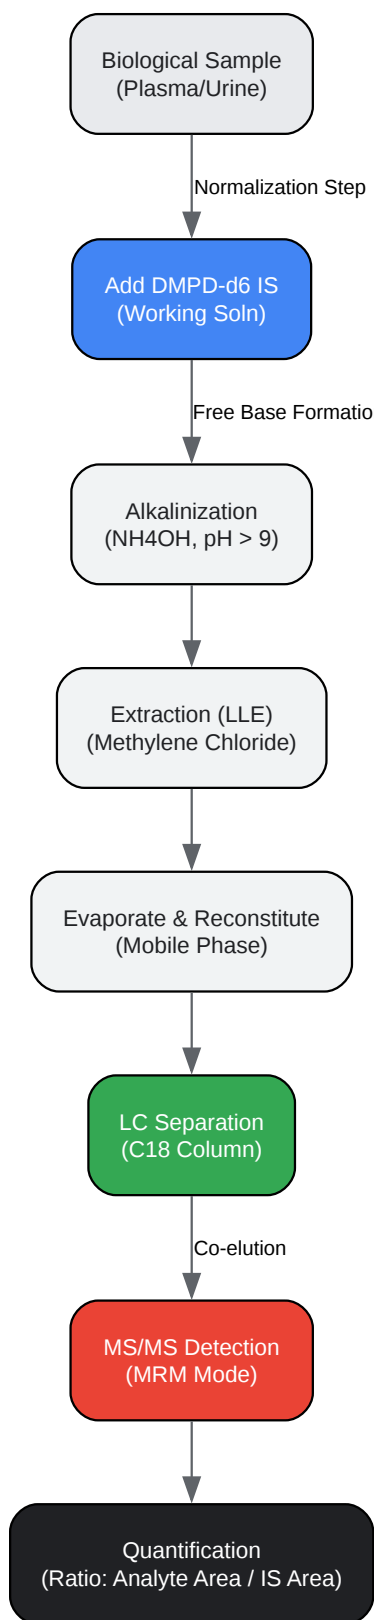 Biological Sample
(Plasma/Urine)
Normalization Step
Add DMPD-d6 IS
(Working Soln)
Free Base Formatio
Alkalinization
(NH4OH, pH > 9)
Extraction (LLE)
(Methylene Chloride)
Evaporate & Reconstitute
(Mobile Phase)
LC Separation
(C18 Column)
Co-elution
MS/MS Detection
(MRM Mode)
Quantification
(Ratio: Analyte Area / IS Area)